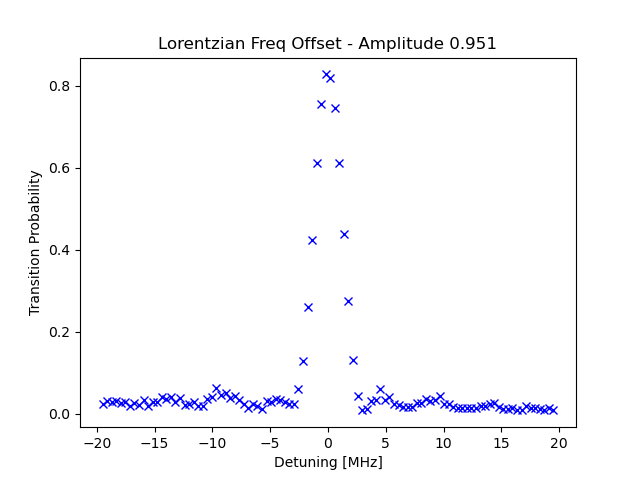 Lorentzian Freq Offset - Amplitude 0.951
Transition Probability
0.8
0.6
0.4
0.2
0.0
−20 −15 −10 −5 0 5 10 15 20
Detuning [MHz]